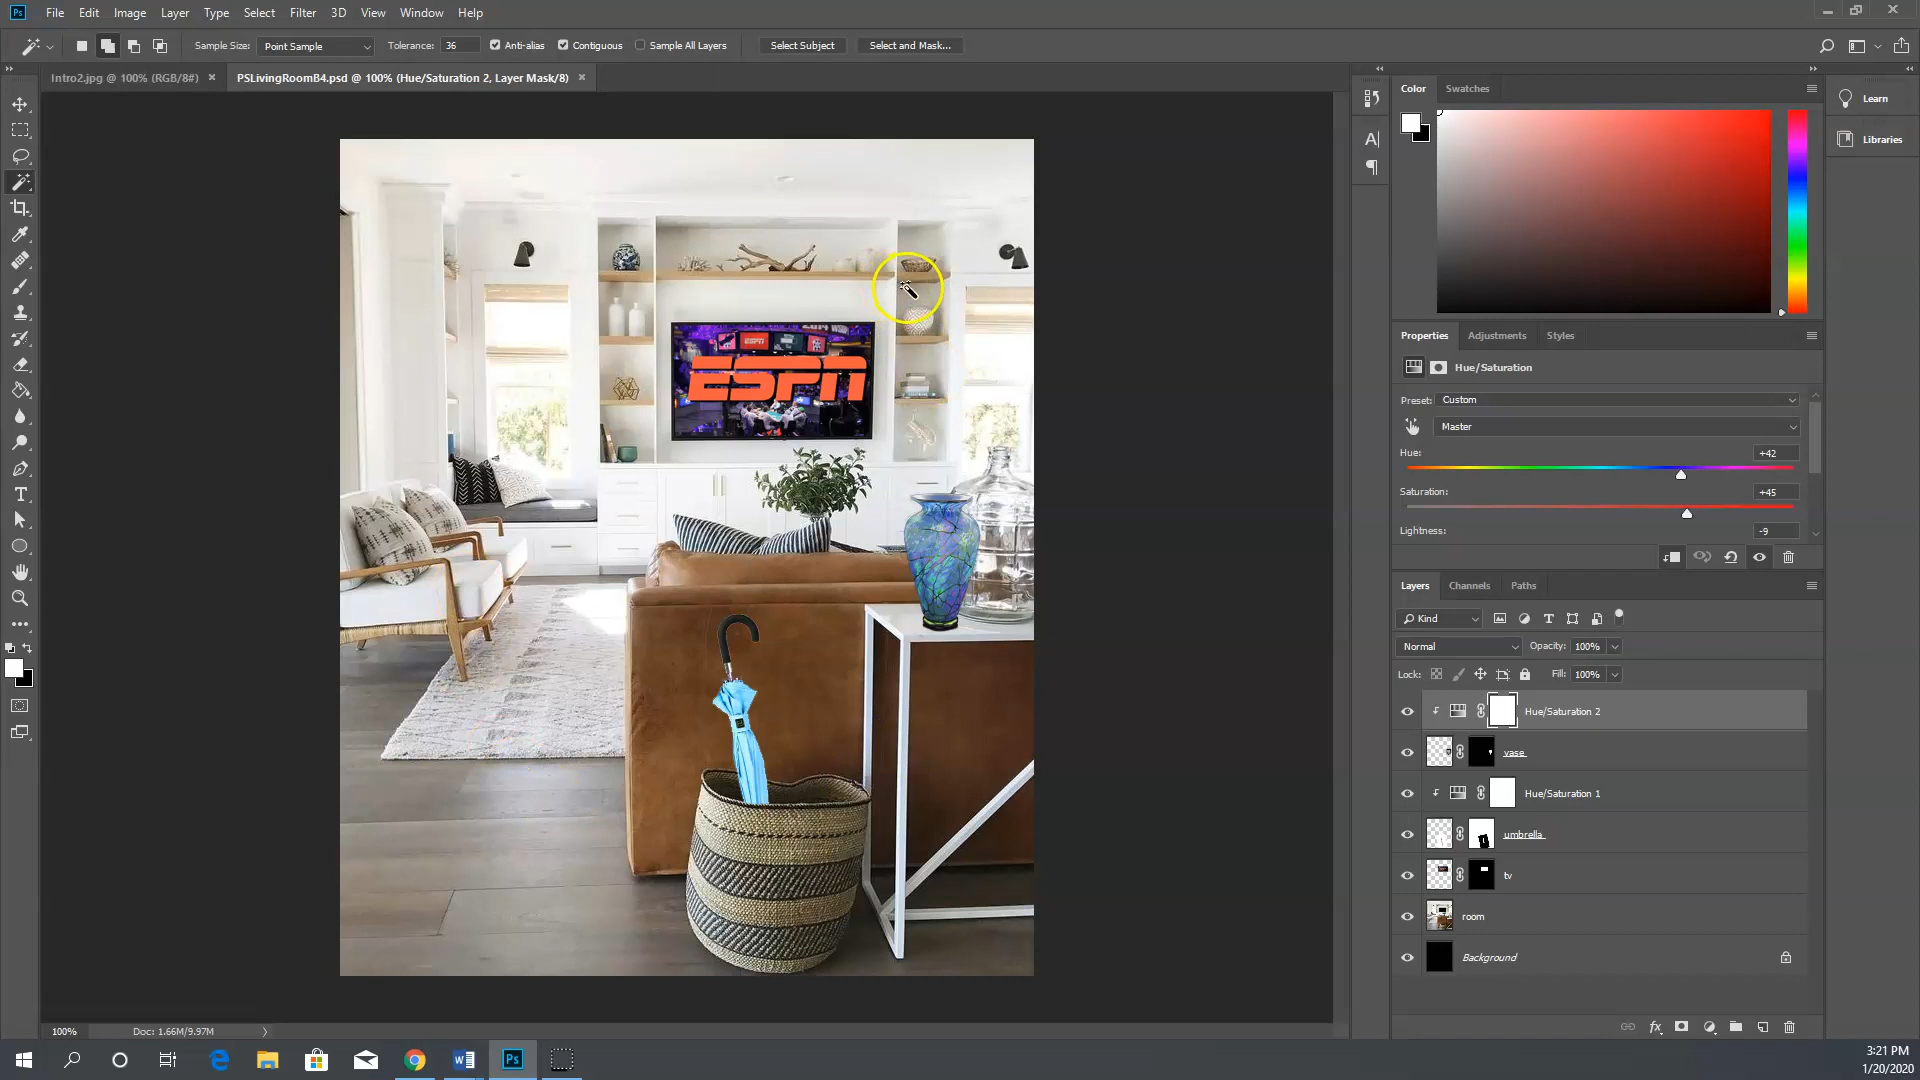 Ps File Edit Image Layer Type Select Filter 3D View Window Help
Sample Size: Point Sample Tolerance: 36 Anti-alias Contiguous Sample All Layers Select Subject Select and Mask...
Intro2.jpg @ 100% (RGB/8#) × PSLivingRoomB4.psd @ 100% (Hue/Saturation 2, Layer Mask/8) ×
Color Swatches
Learn
Libraries
ESPN
Properties Adjustments Styles
Hue/Saturation
Preset: Custom
Master
Hue: +42
Saturation: +45
Lightness: -9
Layers Channels Paths
Kind
Normal Opacity: 100%
Lock: Fill: 100%
Hue/Saturation 2
vase
Hue/Saturation 1
umbrella
tv
room
Background
fx
100% Doc: 1.66M/9.97M
Ps
3:21 PM
1/20/2020